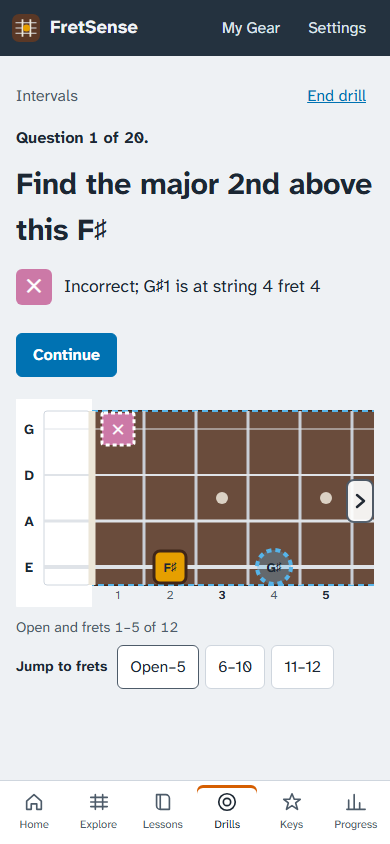 FretSense
My Gear
Settings
Intervals
End drill
Question 1 of 20.
Find the major 2nd above
this F♯
Incorrect; G♯1 is at string 4 fret 4
Continue
G
D
A
E
F♯
G♯
1
2
3
4
5
Open and frets 1–5 of 12
Jump to frets
Open–5
6–10
11–12
Home
Explore
Lessons
Drills
Keys
Progress